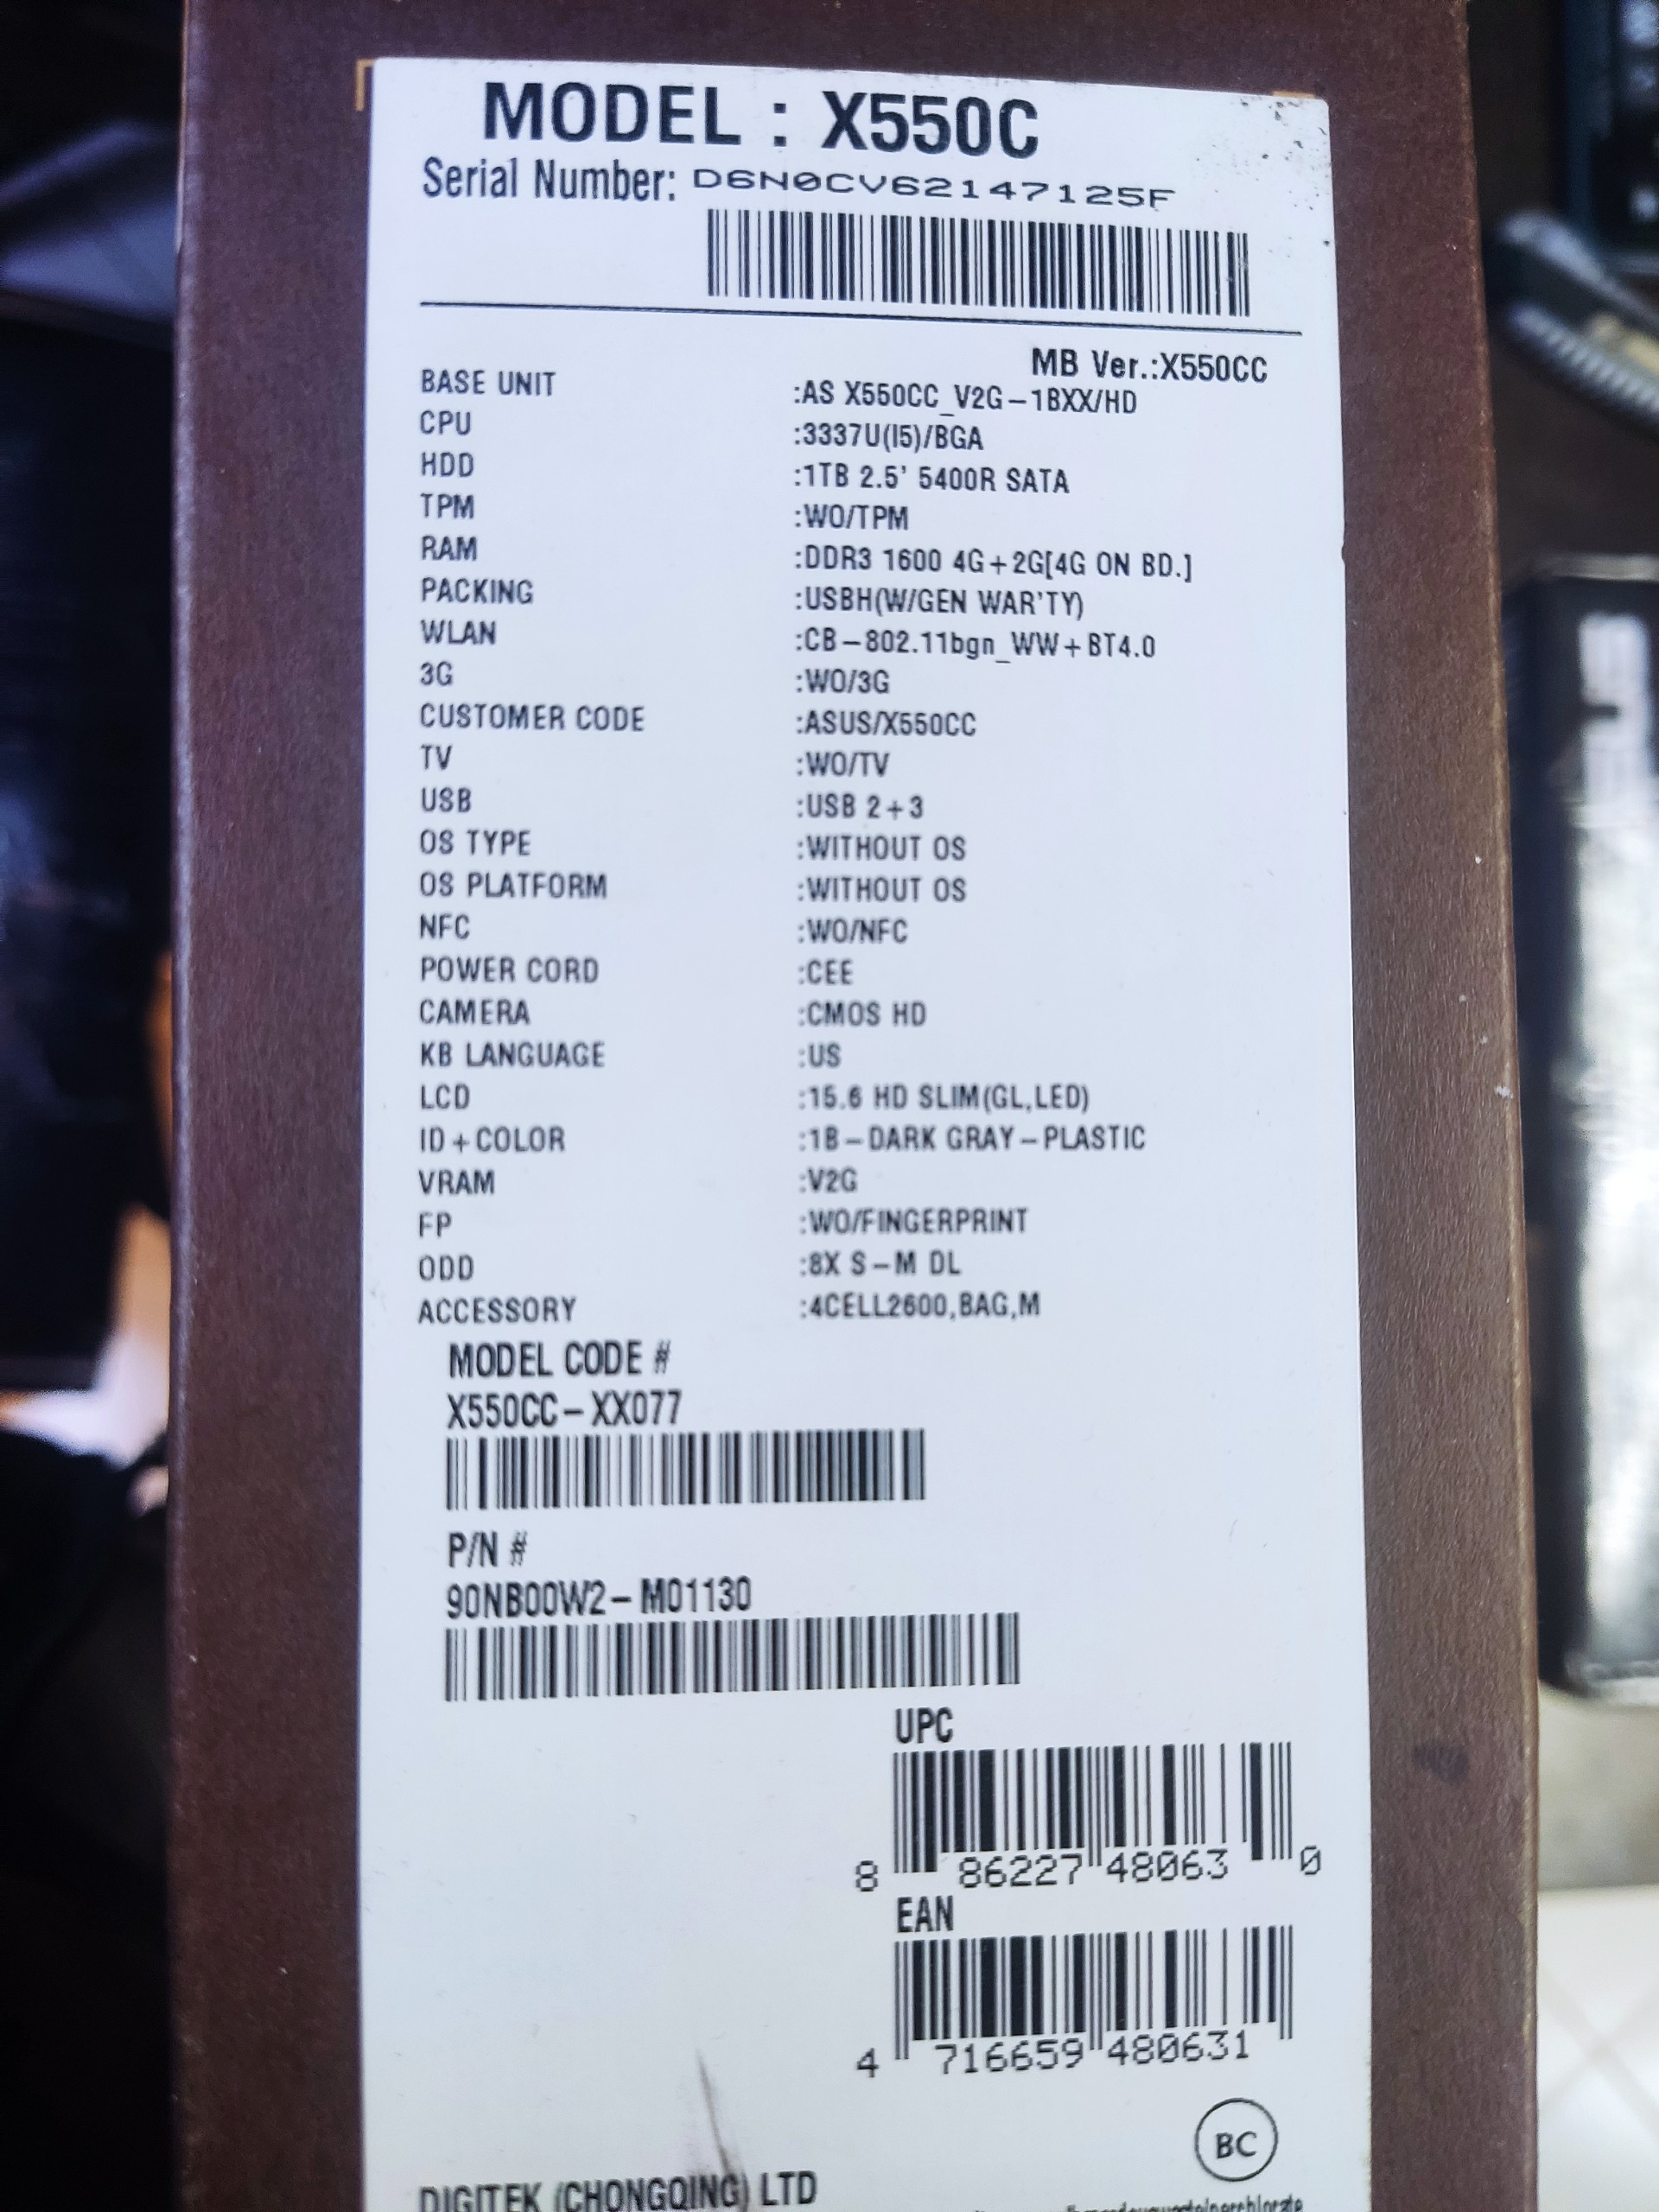 MODEL : X550C
Serial Number: D6N0CV62147125F
MB Ver.:X550CC
BASE UNIT :AS X550CC_V2G-1BXX/HD
CPU :3337U(I5)/BGA
HDD :1TB 2.5' 5400R SATA
TPM :WO/TPM
RAM :DDR3 1600 4G+2G[4G ON BD.]
PACKING :USBH(W/GEN WAR'TY)
WLAN :CB-802.11bgn_WW+BT4.0
3G :WO/3G
CUSTOMER CODE :ASUS/X550CC
TV :WO/TV
USB :USB 2+3
OS TYPE :WITHOUT OS
OS PLATFORM :WITHOUT OS
NFC :WO/NFC
POWER CORD :CEE
CAMERA :CMOS HD
KB LANGUAGE :US
LCD :15.6 HD SLIM(GL,LED)
ID+COLOR :1B-DARK GRAY-PLASTIC
VRAM :V2G
FP :WO/FINGERPRINT
ODD :8X S-M DL
ACCESSORY :4CELL2600,BAG,M
MODEL CODE #
X550CC-XX077
P/N #
90NB00W2-M01130
UPC
8 86227 48063 0
EAN
4 716659 480631
BC
DIGITEK (CHONGQING) LTD